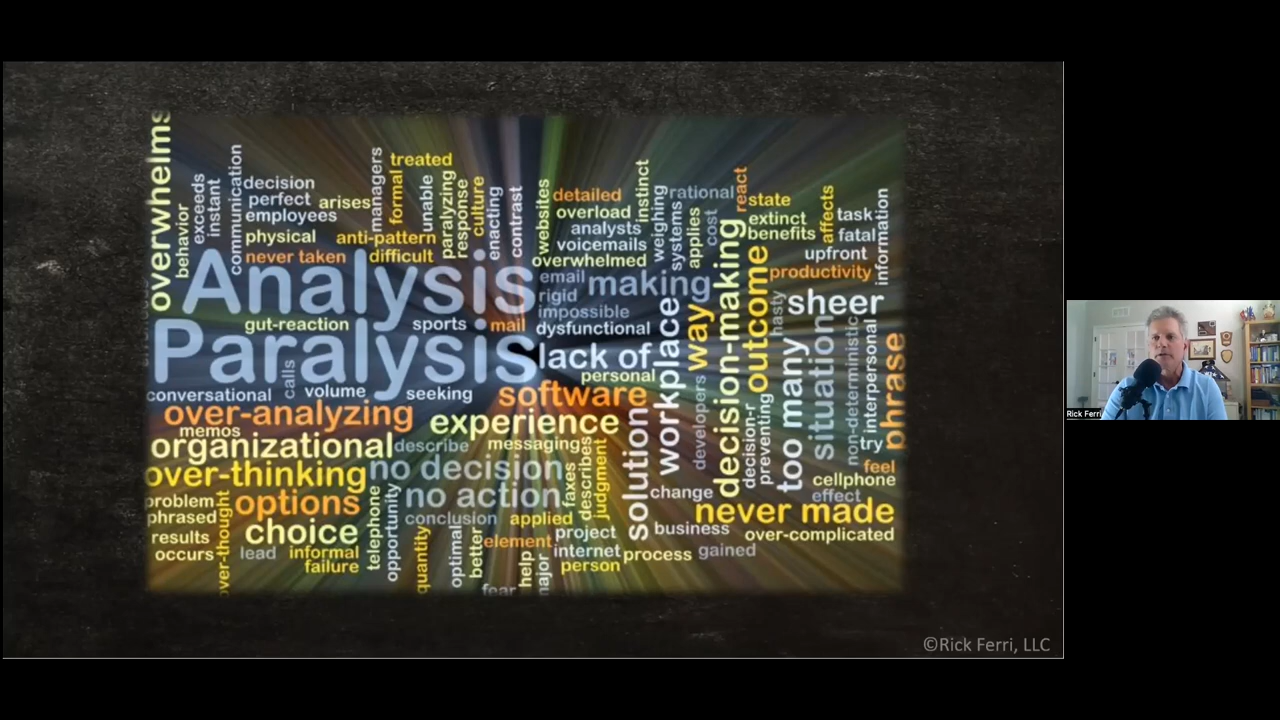 overwhelms
behavior
exceeds
instant
communication
decision
perfect
employees
arises
managers
treated
formal
unable
paralyzing
response
culture
enacting
contrast
physical
anti-pattern
never taken
difficult
websites
detailed
overload
analysts
voicemails
overwhelmed
instinct
weighing
rational
systems
applies
cost
react
state
extinct
benefits
affects
task
fatal
information
upfront
productivity
Analysis
Paralysis
email
rigid
impossible
making
dysfunctional
gut-reaction
sports
mail
lack of
personal
workplace
way
decision-making
outcome
hasty
sheer
too many
situation
non-deterministic
interpersonal
phrase
conversational
calls
volume
seeking
software
over-analyzing
memos
experience
organizational
describe
messaging
over-thinking
no decision
no action
faxes
describes
judgment
solution
developers
decision-r
preventing
try
feel
cellphone
effect
problem
phrased
results
occurs
over-thought
options
choice
lead
informal
failure
telephone
opportunity
conclusion
applied
quantity
optimal
better
element
project
internet
person
help
fear
change
business
process
gained
never made
over-complicated
©Rick Ferri, LLC
Rick Ferri